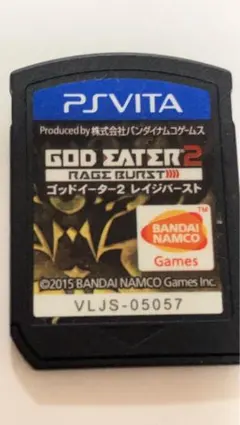 PSVITA
Produced by 株式会社バンダイナムコゲームス
GOD EATER 2
RAGE BURST
ゴッドイーター2 レイジバースト
BANDAI
NAMCO
TM
Games
©2015 BANDAI NAMCO Games Inc.
VLJS-05057